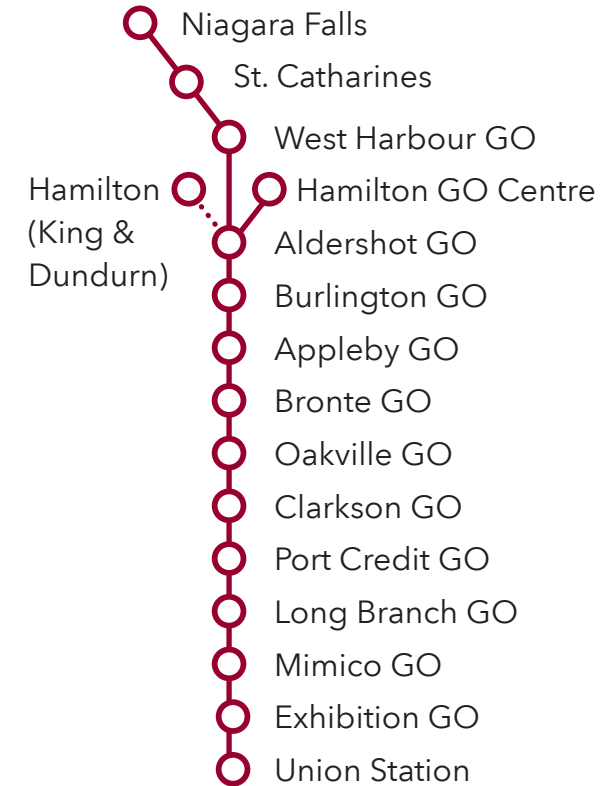 Niagara Falls
St. Catharines
West Harbour GO
Hamilton
(King &
Dundurn)
Hamilton GO Centre
Aldershot GO
Burlington GO
Appleby GO
Bronte GO
Oakville GO
Clarkson GO
Port Credit GO
Long Branch GO
Mimico GO
Exhibition GO
Union Station